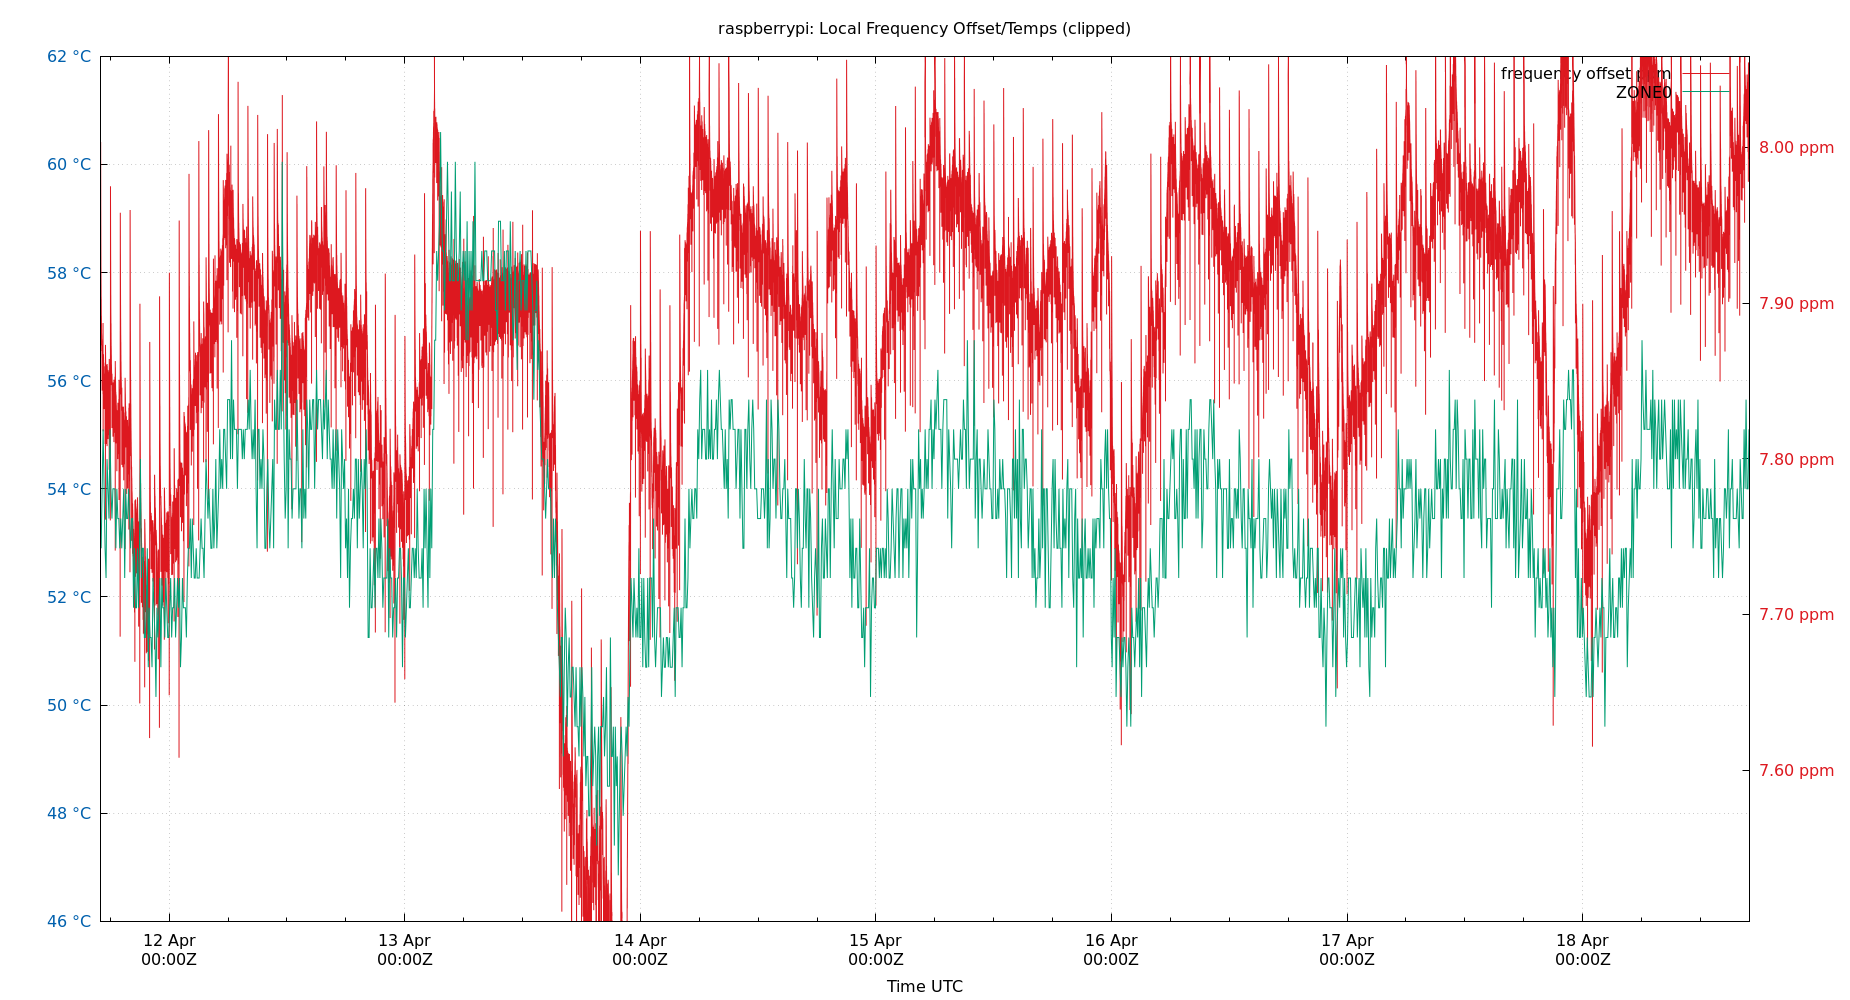 raspberrypi: Local Frequency Offset/Temps (clipped)
62 °C
60 °C
58 °C
56 °C
54 °C
52 °C
50 °C
48 °C
46 °C
frequency offset ppm
ZONE0
8.00 ppm
7.90 ppm
7.80 ppm
7.70 ppm
7.60 ppm
12 Apr
00:00Z
13 Apr
00:00Z
14 Apr
00:00Z
15 Apr
00:00Z
16 Apr
00:00Z
17 Apr
00:00Z
18 Apr
00:00Z
Time UTC